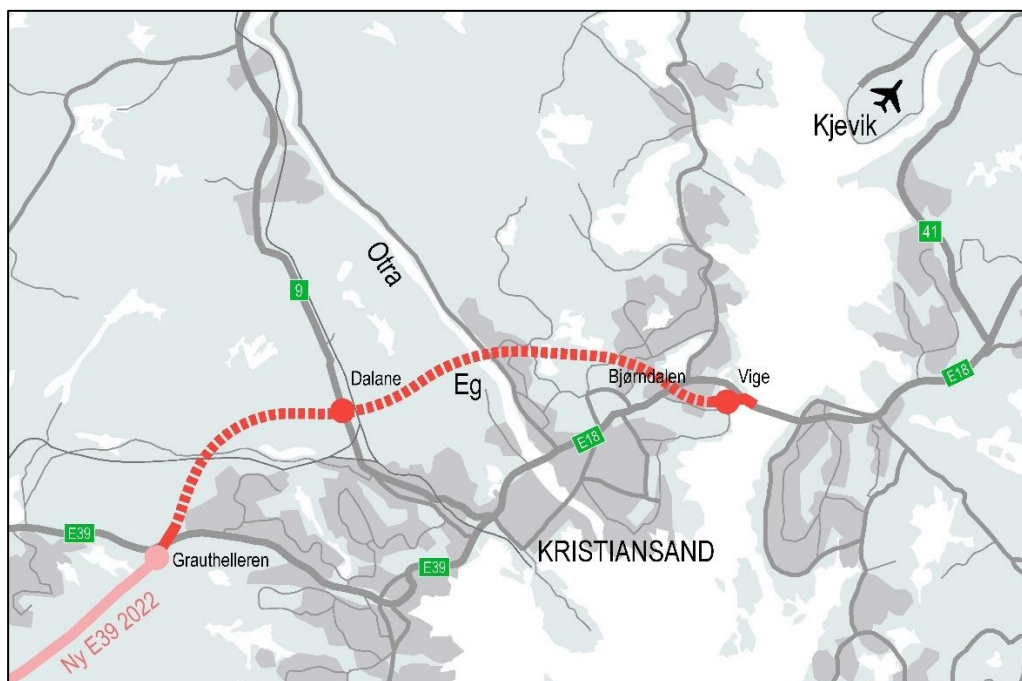 Kjevik
41
Otra
9
Dalane
Eg
Bjørndalen
Vige
E18
E18
E39
Grauthelleren
KRISTIANSAND
E39
Ny E39 2022